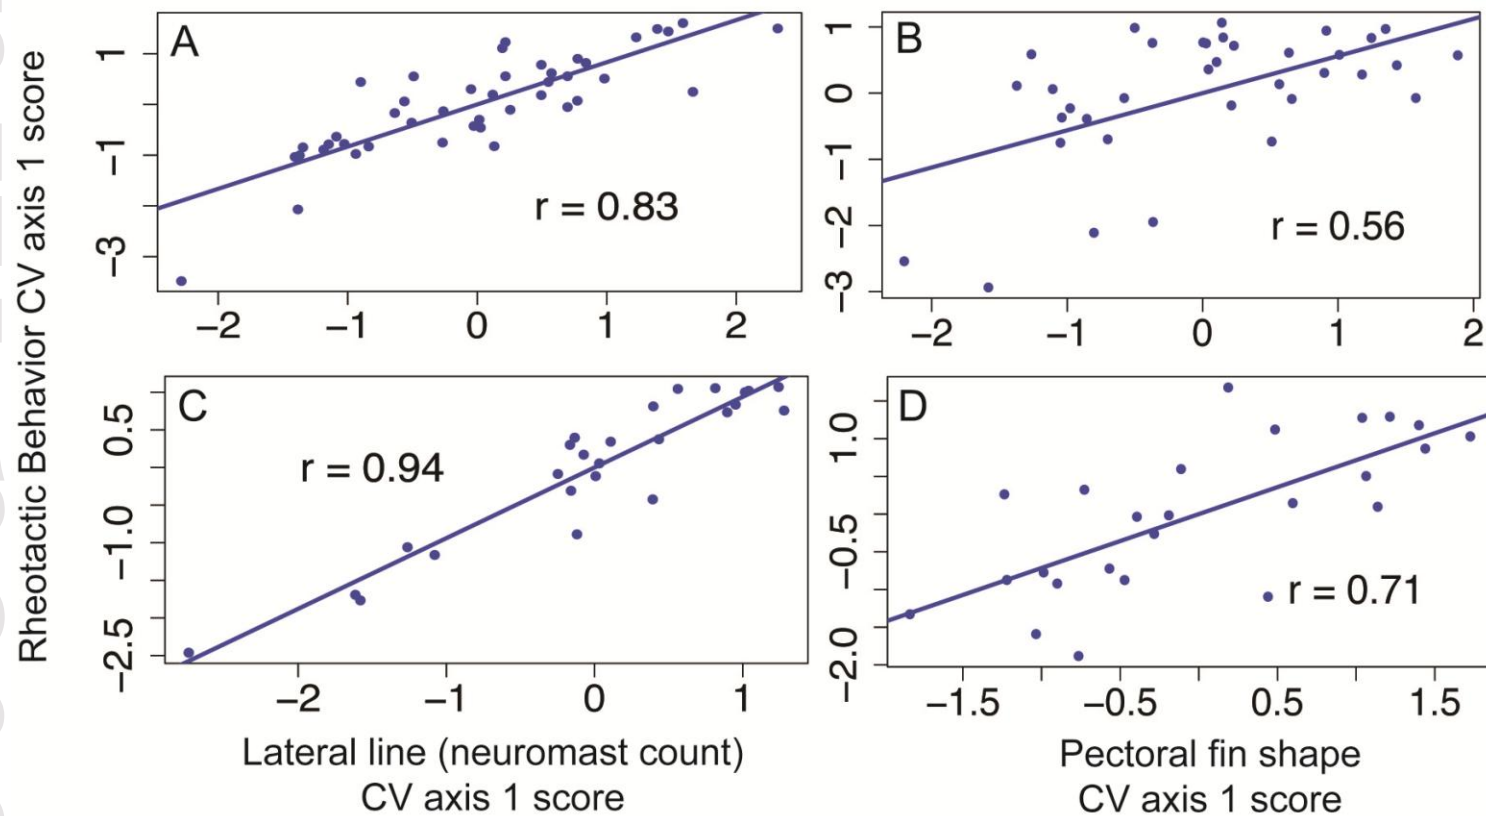 Rheotactic Behavior CV axis 1 score
A
1
−1
−3
r = 0.83
−2 −1 0 1 2
B
1
0
−1
−2
−3
r = 0.56
−2 −1 0 1 2
C
0.5
−1.0
−2.5
r = 0.94
−2 −1 0 1
D
1.0
−0.5
−2.0
r = 0.71
−1.5 −0.5 0.5 1.5
Lateral line (neuromast count)
CV axis 1 score
Pectoral fin shape
CV axis 1 score